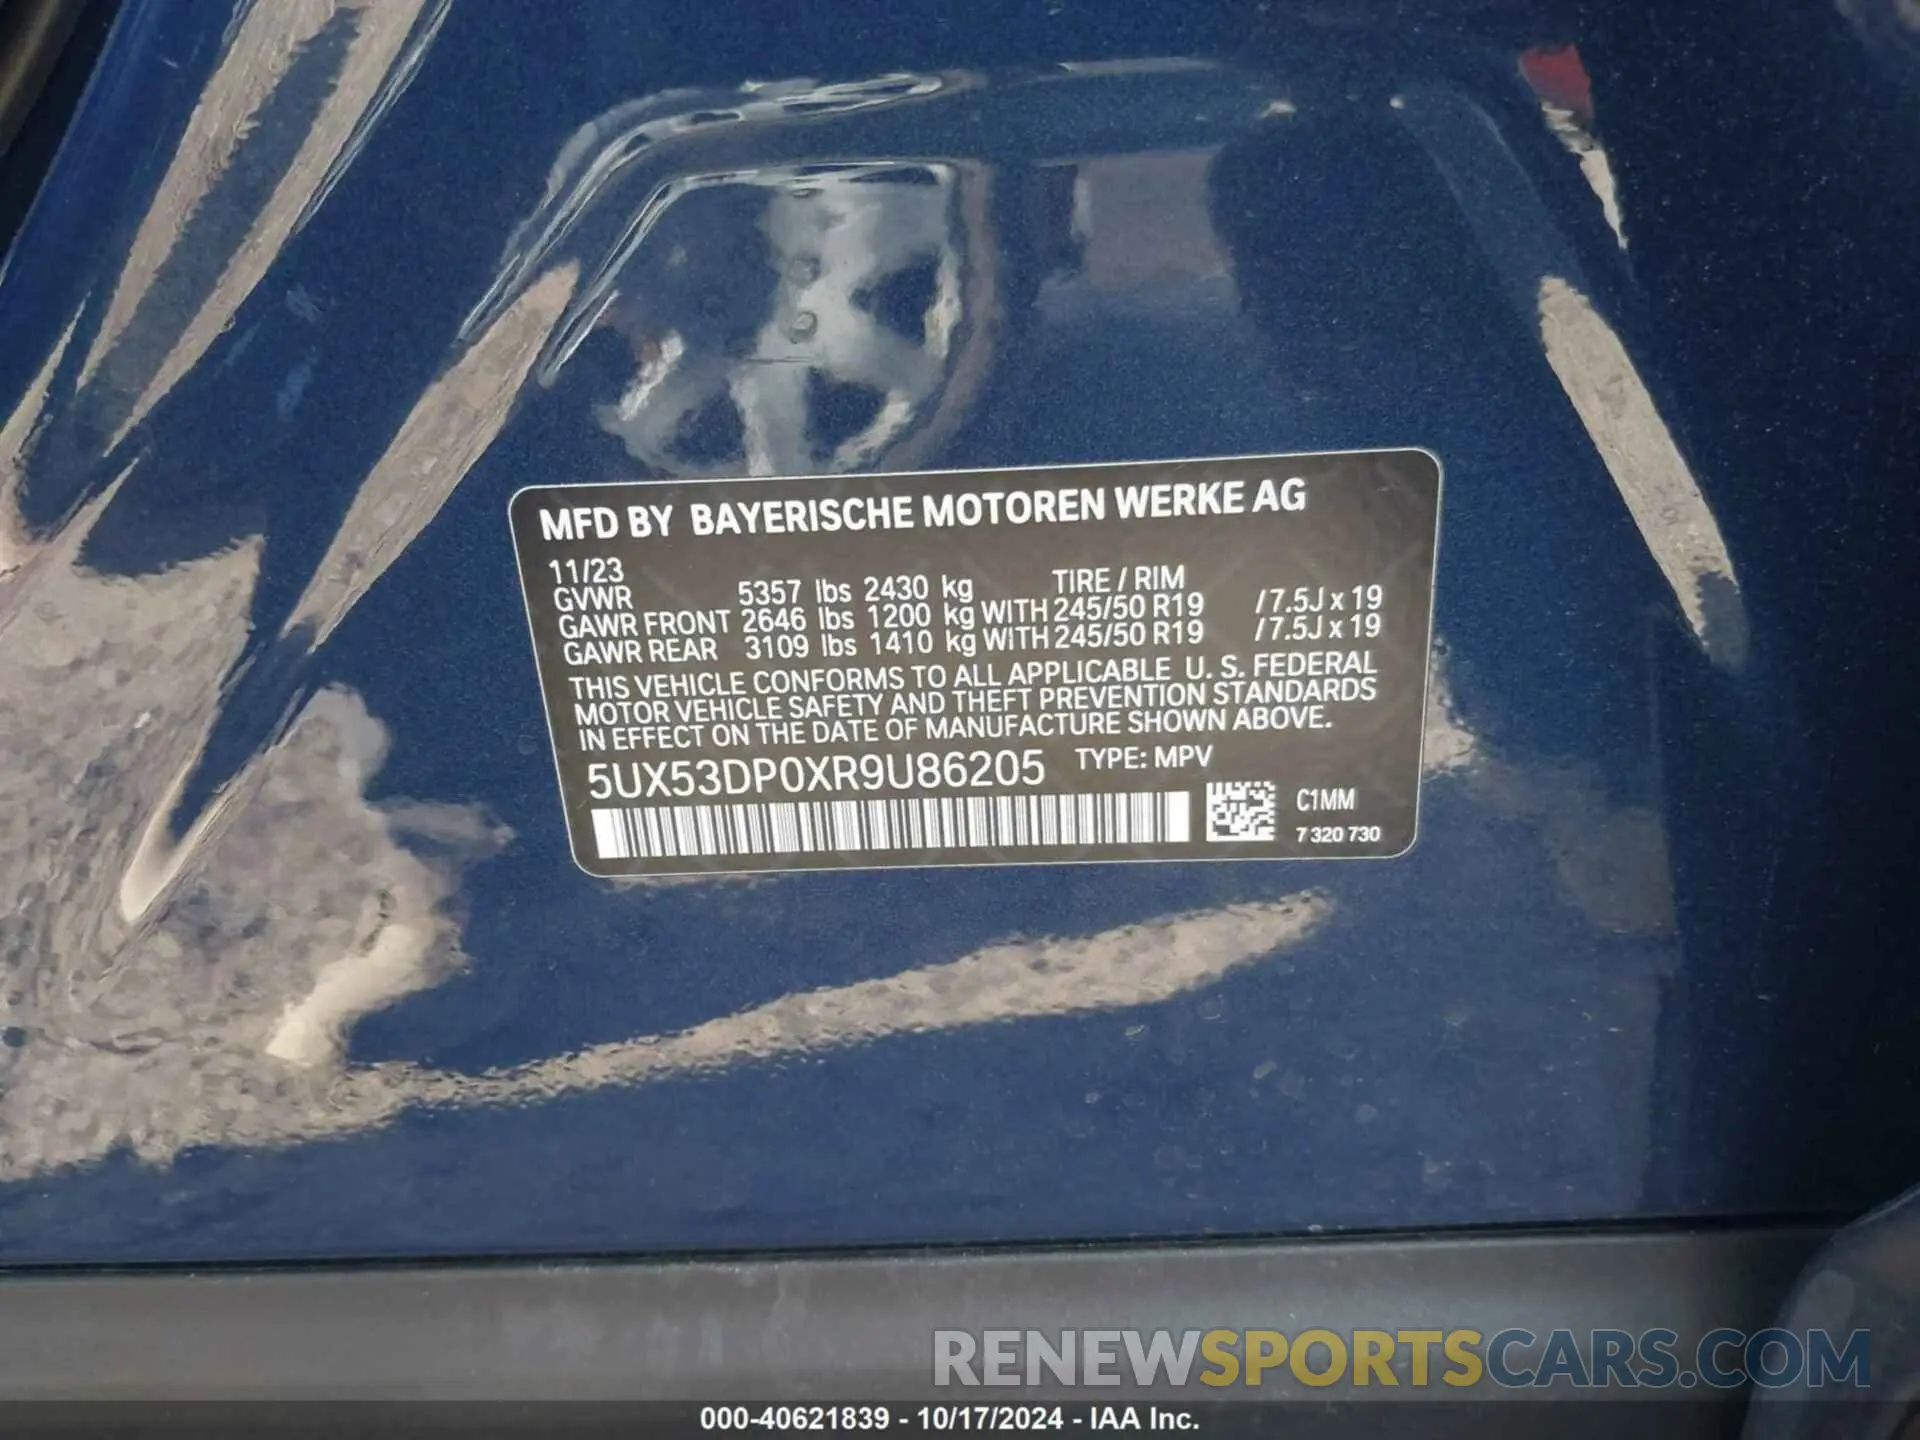 MFD BY BAYERISCHE MOTOREN WERKE AG
11/23
GVWR 5357 lbs 2430 kg TIRE / RIM
GAWR FRONT 2646 lbs 1200 kg WITH 245/50 R19 / 7.5J x 19
GAWR REAR 3109 lbs 1410 kg WITH 245/50 R19 / 7.5J x 19
THIS VEHICLE CONFORMS TO ALL APPLICABLE U. S. FEDERAL
MOTOR VEHICLE SAFETY AND THEFT PREVENTION STANDARDS
IN EFFECT ON THE DATE OF MANUFACTURE SHOWN ABOVE.
5UX53DP0XR9U86205 TYPE: MPV
C1MM
7 320 730
RENEWSPORTSCARS.COM
000-40621839 - 10/17/2024 - IAA Inc.